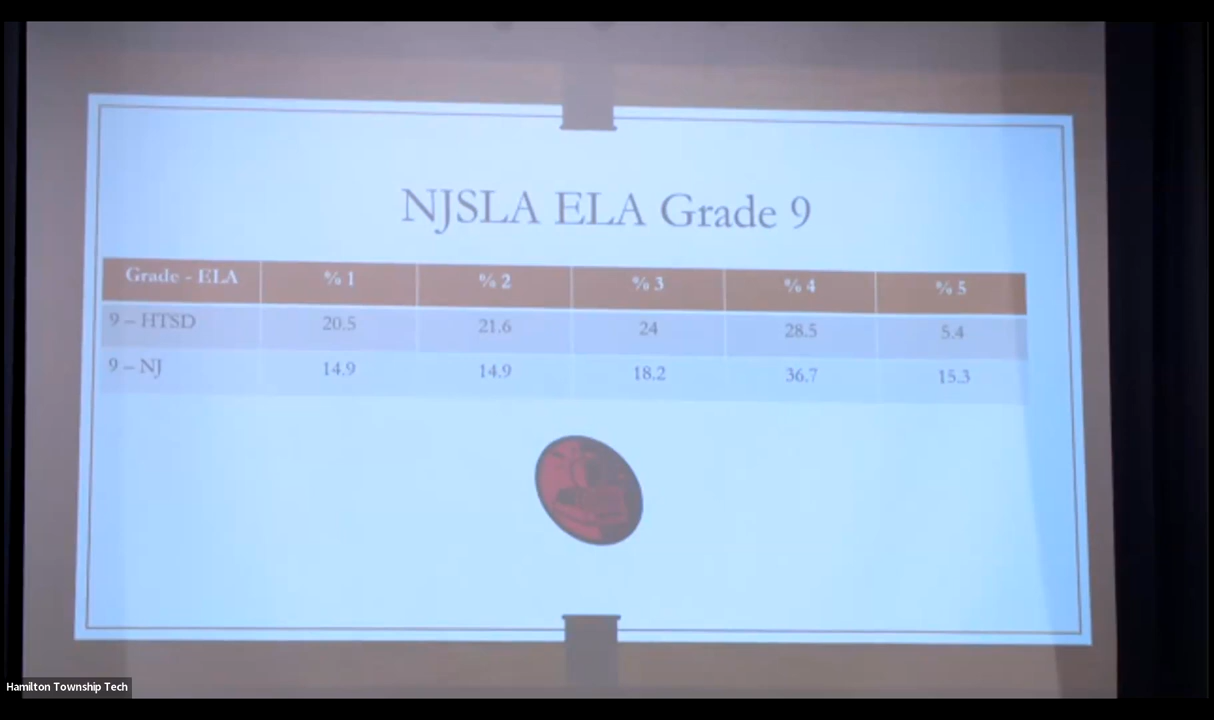 NJSLA ELA Grade 9
Grade - ELA % 1 % 2 % 3 % 4 % 5
9 – HTSD 20.5 21.6 24 28.5 5.4
9 – NJ 14.9 14.9 18.2 36.7 15.3
Hamilton Township Tech